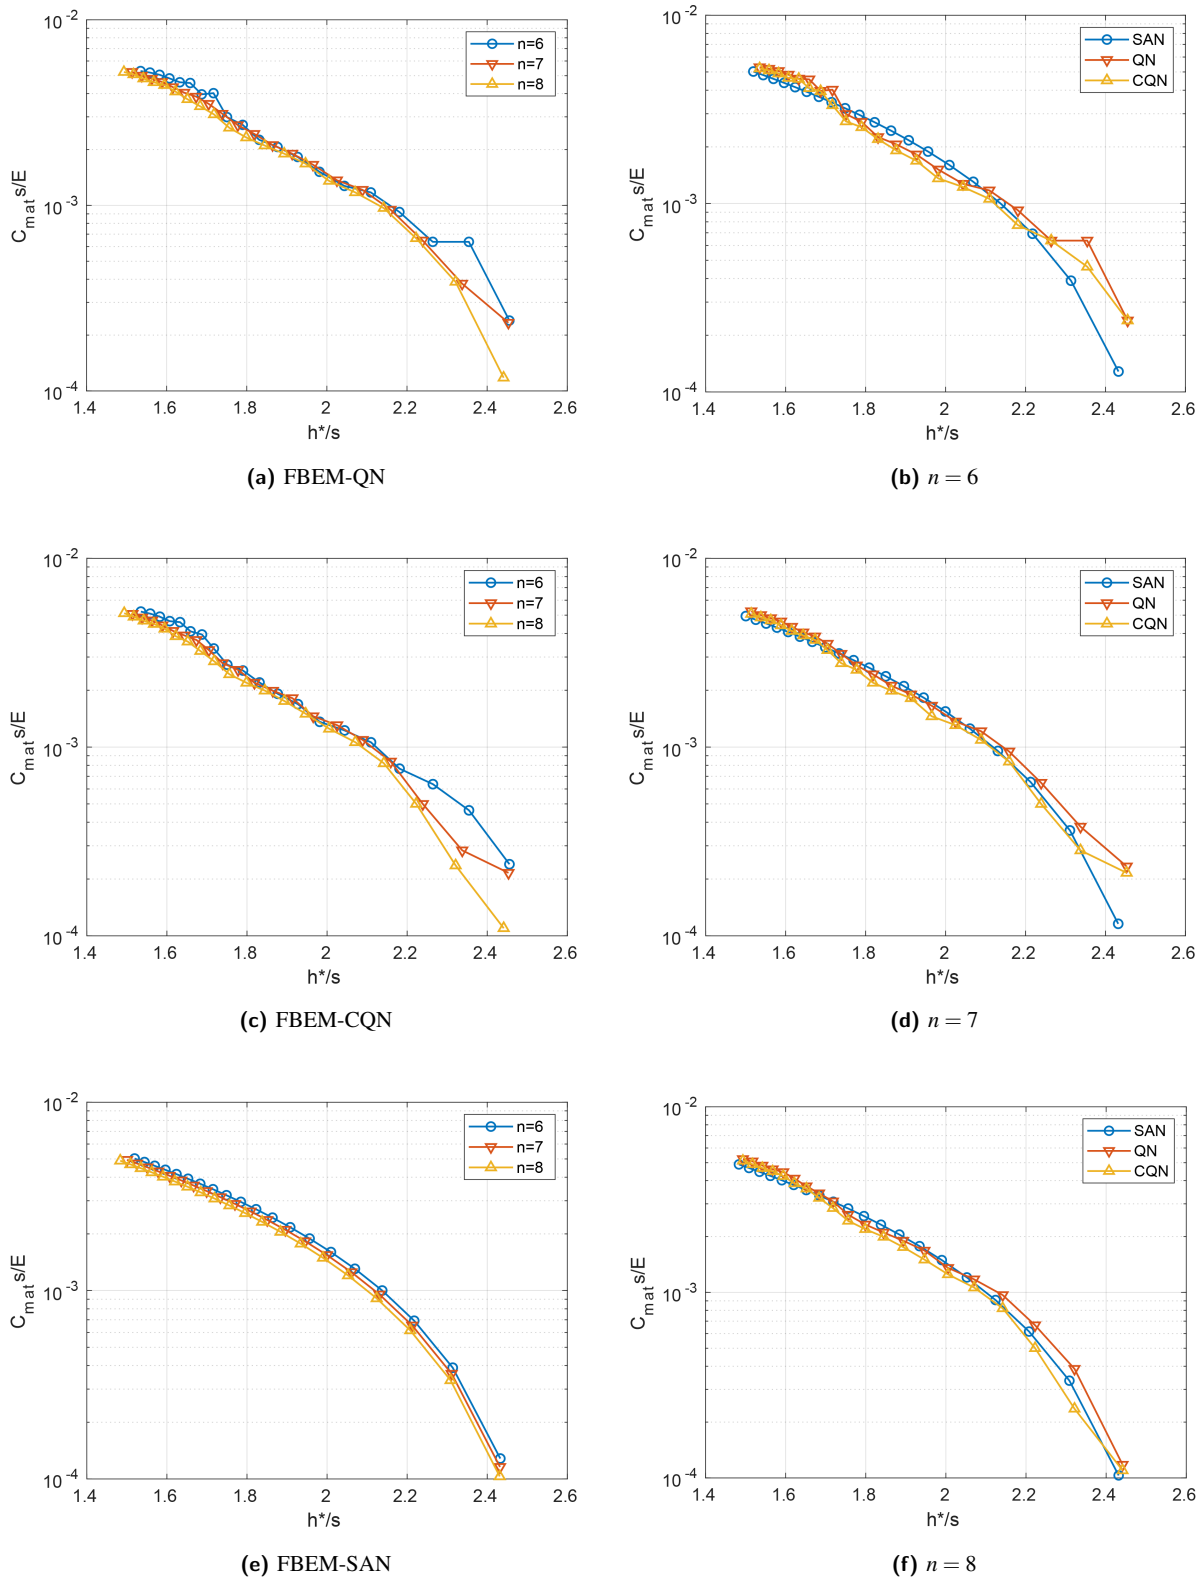 10-2
10-3
10-4
C_mat s/E
n=6
n=7
n=8
1.4 1.6 1.8 2 2.2 2.4 2.6
h*/s
(a) FBEM-QN
10-2
10-3
10-4
C_mat s/E
SAN
QN
CQN
1.4 1.6 1.8 2 2.2 2.4 2.6
h*/s
(b) n = 6
10-2
10-3
10-4
C_mat s/E
n=6
n=7
n=8
1.4 1.6 1.8 2 2.2 2.4 2.6
h*/s
(c) FBEM-CQN
10-2
10-3
10-4
C_mat s/E
SAN
QN
CQN
1.4 1.6 1.8 2 2.2 2.4 2.6
h*/s
(d) n = 7
10-2
10-3
10-4
C_mat s/E
n=6
n=7
n=8
1.4 1.6 1.8 2 2.2 2.4 2.6
h*/s
(e) FBEM-SAN
10-2
10-3
10-4
C_mat s/E
SAN
QN
CQN
1.4 1.6 1.8 2 2.2 2.4 2.6
h*/s
(f) n = 8